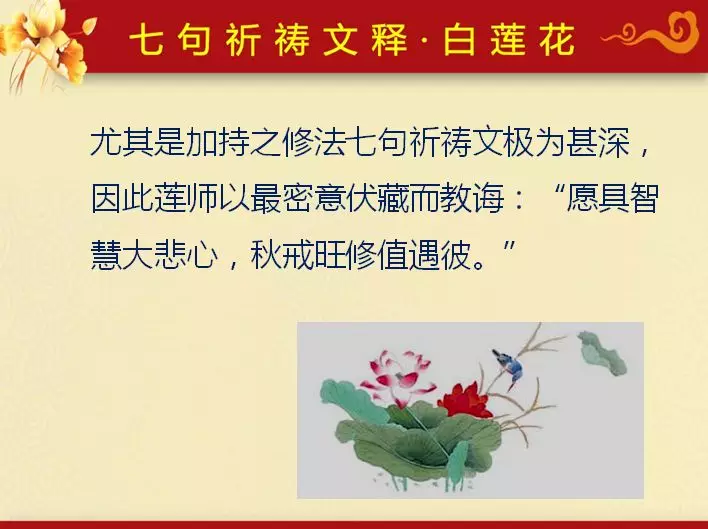 七句祈祷文释·白莲花
尤其是加持之修法七句祈祷文极为甚深，
因此莲师以最密意伏藏而教诲：“愿具智
慧大悲心，秋戒旺修值遇彼。”